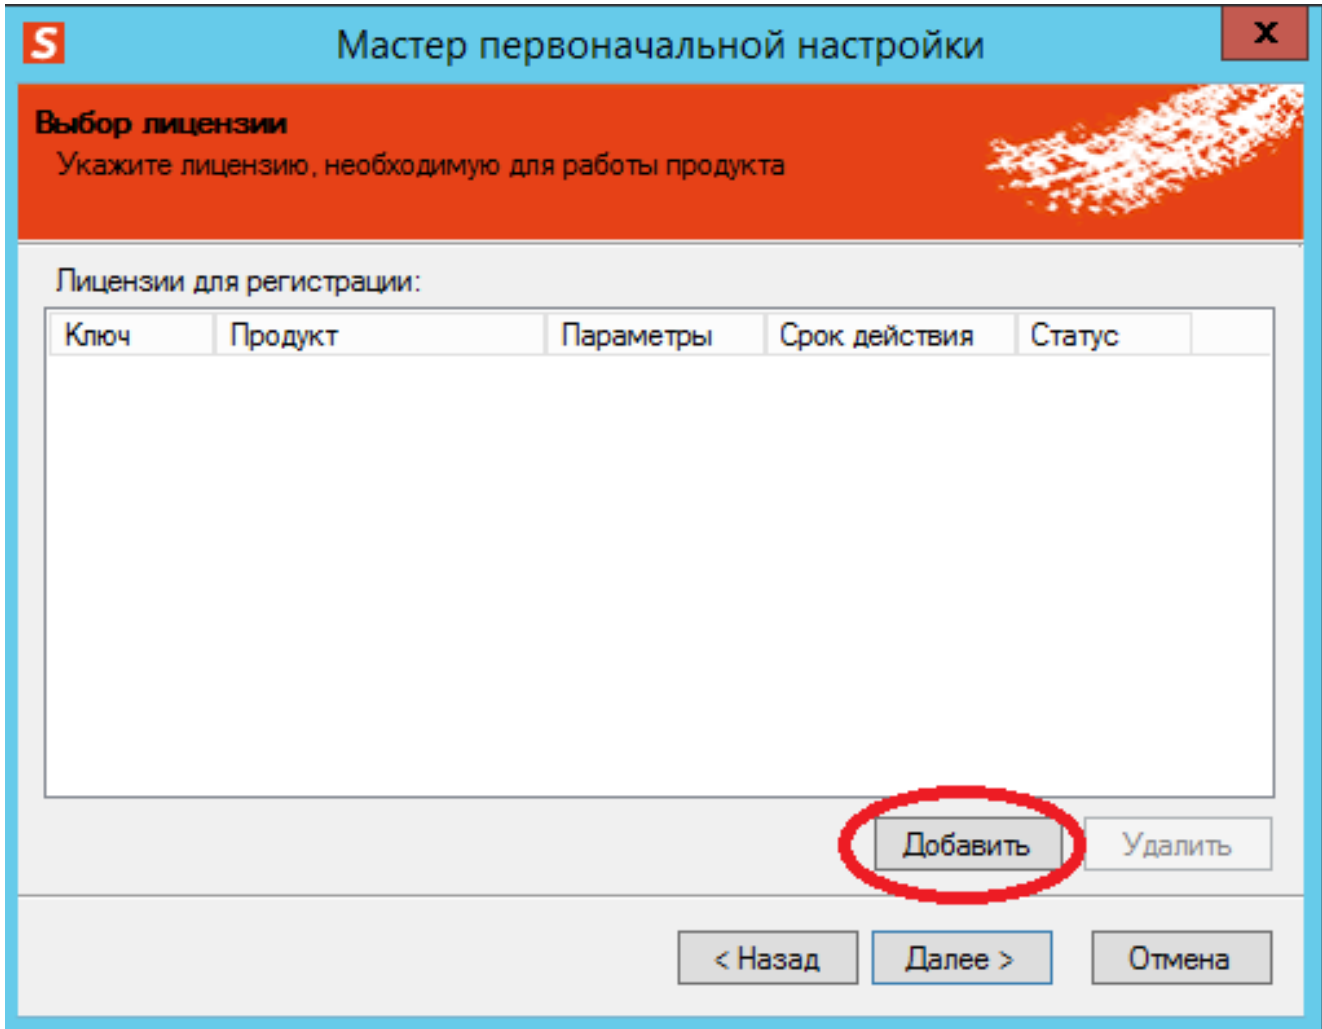 S
Мастер первоначальной настройки
x
Выбор лицензии
Укажите лицензию, необходимую для работы продукта
Лицензии для регистрации:
Ключ Продукт Параметры Срок действия Статус
Добавить Удалить
< Назад Далее > Отмена